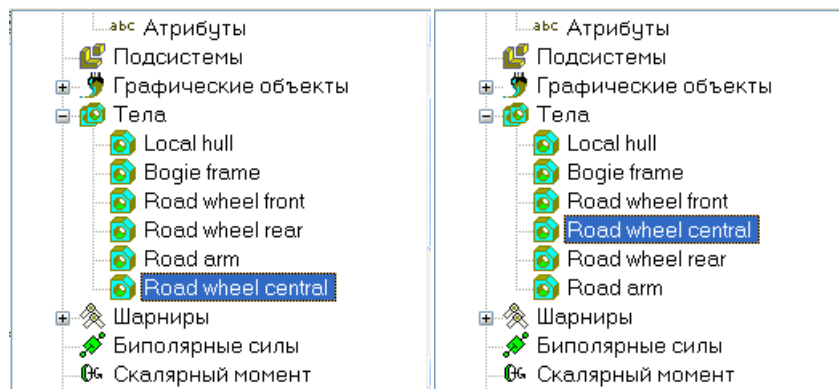 abc Атрибуты
Подсистемы
Графические объекты
Тела
Local hull
Bogie frame
Road wheel front
Road wheel rear
Road arm
Road wheel central
Шарниры
Биполярные силы
Скалярный момент
abc Атрибуты
Подсистемы
Графические объекты
Тела
Local hull
Bogie frame
Road wheel front
Road wheel central
Road wheel rear
Road arm
Шарниры
Биполярные силы
Скалярный момент